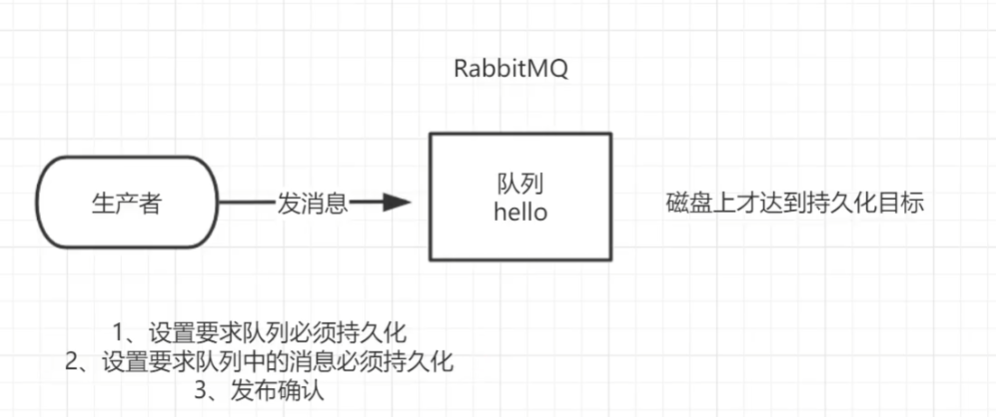 RabbitMQ
生产者
发消息
队列
hello
磁盘上才达到持久化目标
1、设置要求队列必须持久化
2、设置要求队列中的消息必须持久化
3、发布确认